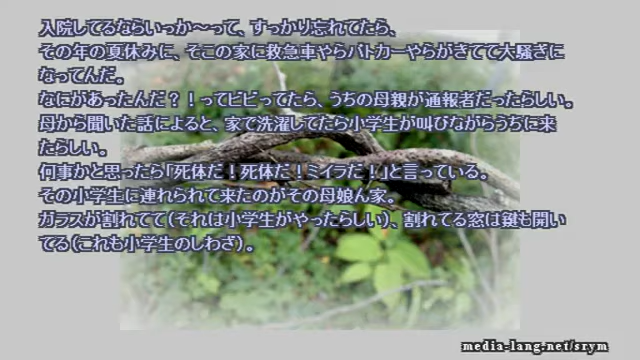 入院してるならいっか～って、すっかり忘れてたら、
その年の夏休みに、そこの家に救急車やらパトカーやらがきてて大騒ぎに
なってんだ。
なにがあったんだ？！ってビビってたら、うちの母親が通報者だったらしい。
母から聞いた話によると、家で洗濯してたら小学生が叫びながらうちに来
たらしい。
何事かと思ったら「死体だ！死体だ！ミイラだ！」と言っている。
その小学生に連れられて来たのがその母娘ん家。
ガラスが割れてて（それは小学生がやったらしい）、割れてる窓は鍵も開い
てる（これも小学生のしわざ）。
media-lang.net/srym